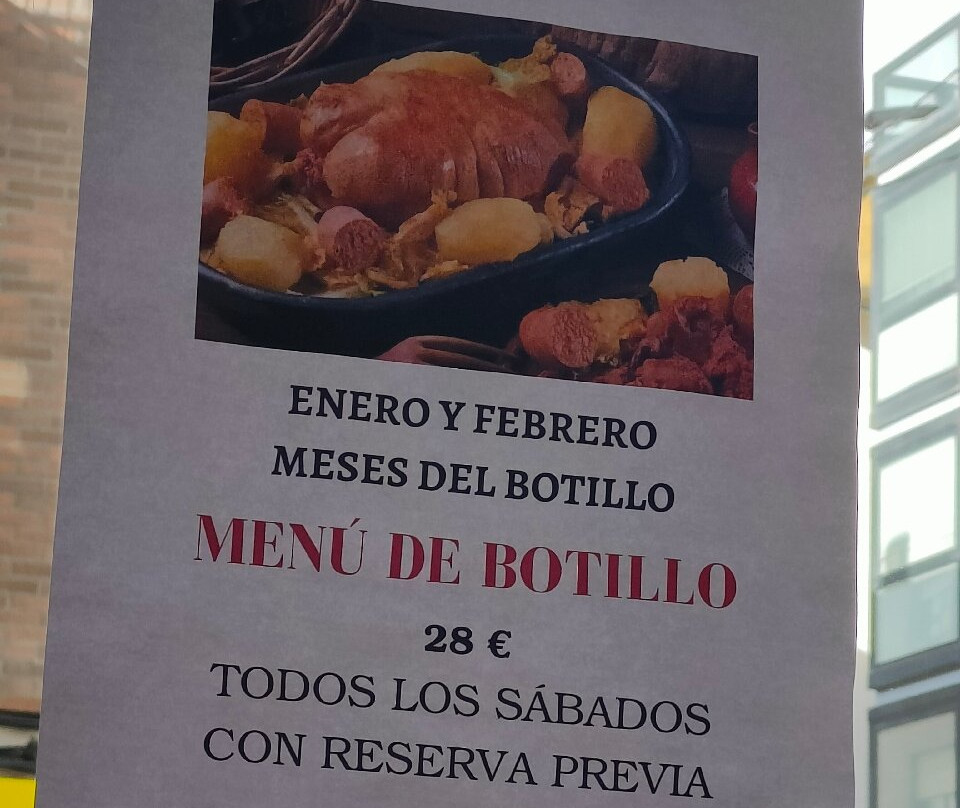 ENERO Y FEBRERO
MESES DEL BOTILLO
MENÚ DE BOTILLO
28 €
TODOS LOS SÁBADOS
CON RESERVA PREVIA